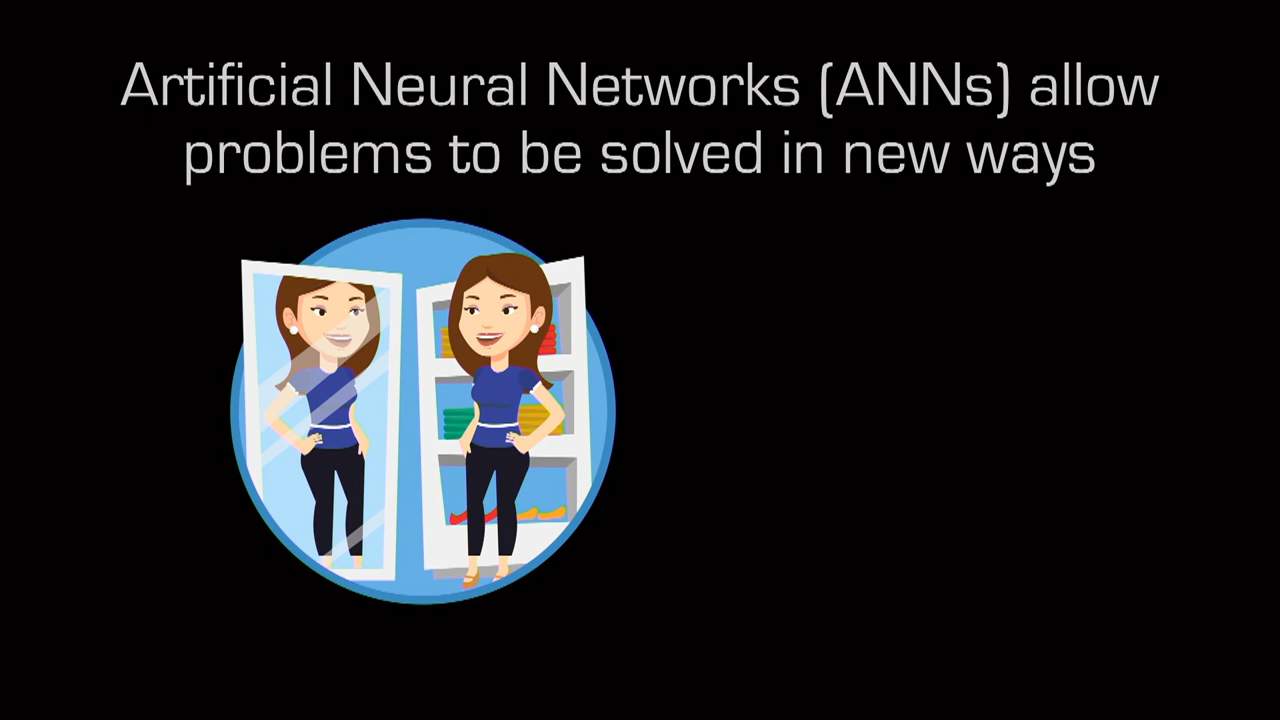 Artificial Neural Networks (ANNs) allow
problems to be solved in new ways